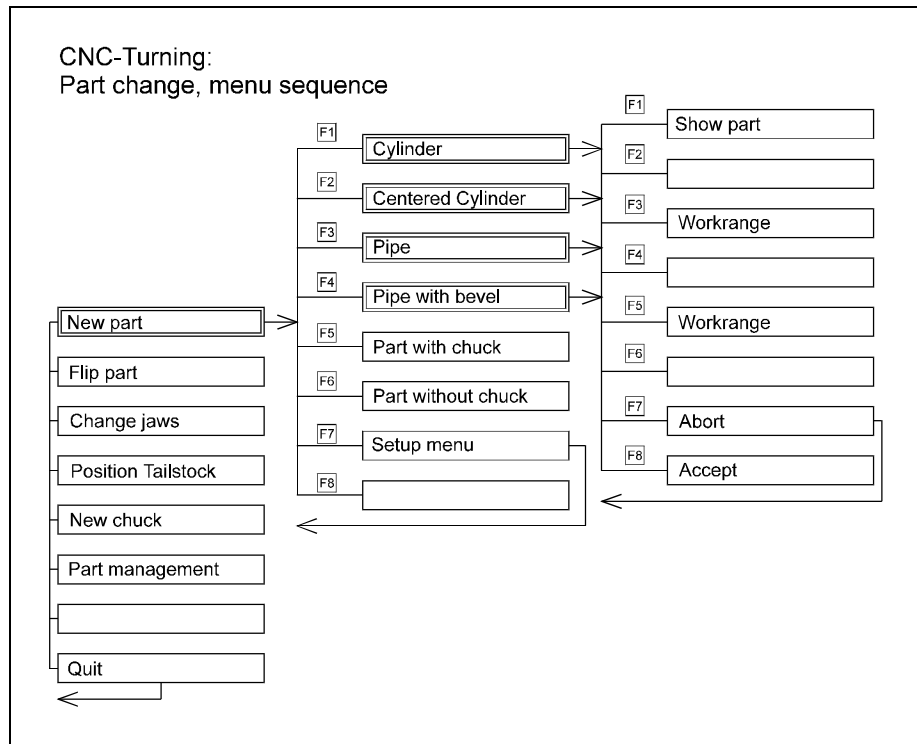 CNC-Turning:
Part change, menu sequence
New part
Flip part
Change jaws
Position Tailstock
New chuck
Part management
Quit
F1
Cylinder
F2
Centered Cylinder
F3
Pipe
F4
Pipe with bevel
F5
Part with chuck
F6
Part without chuck
F7
Setup menu
F8
F1
Show part
F2
F3
Workrange
F4
F5
Workrange
F6
F7
Abort
F8
Accept